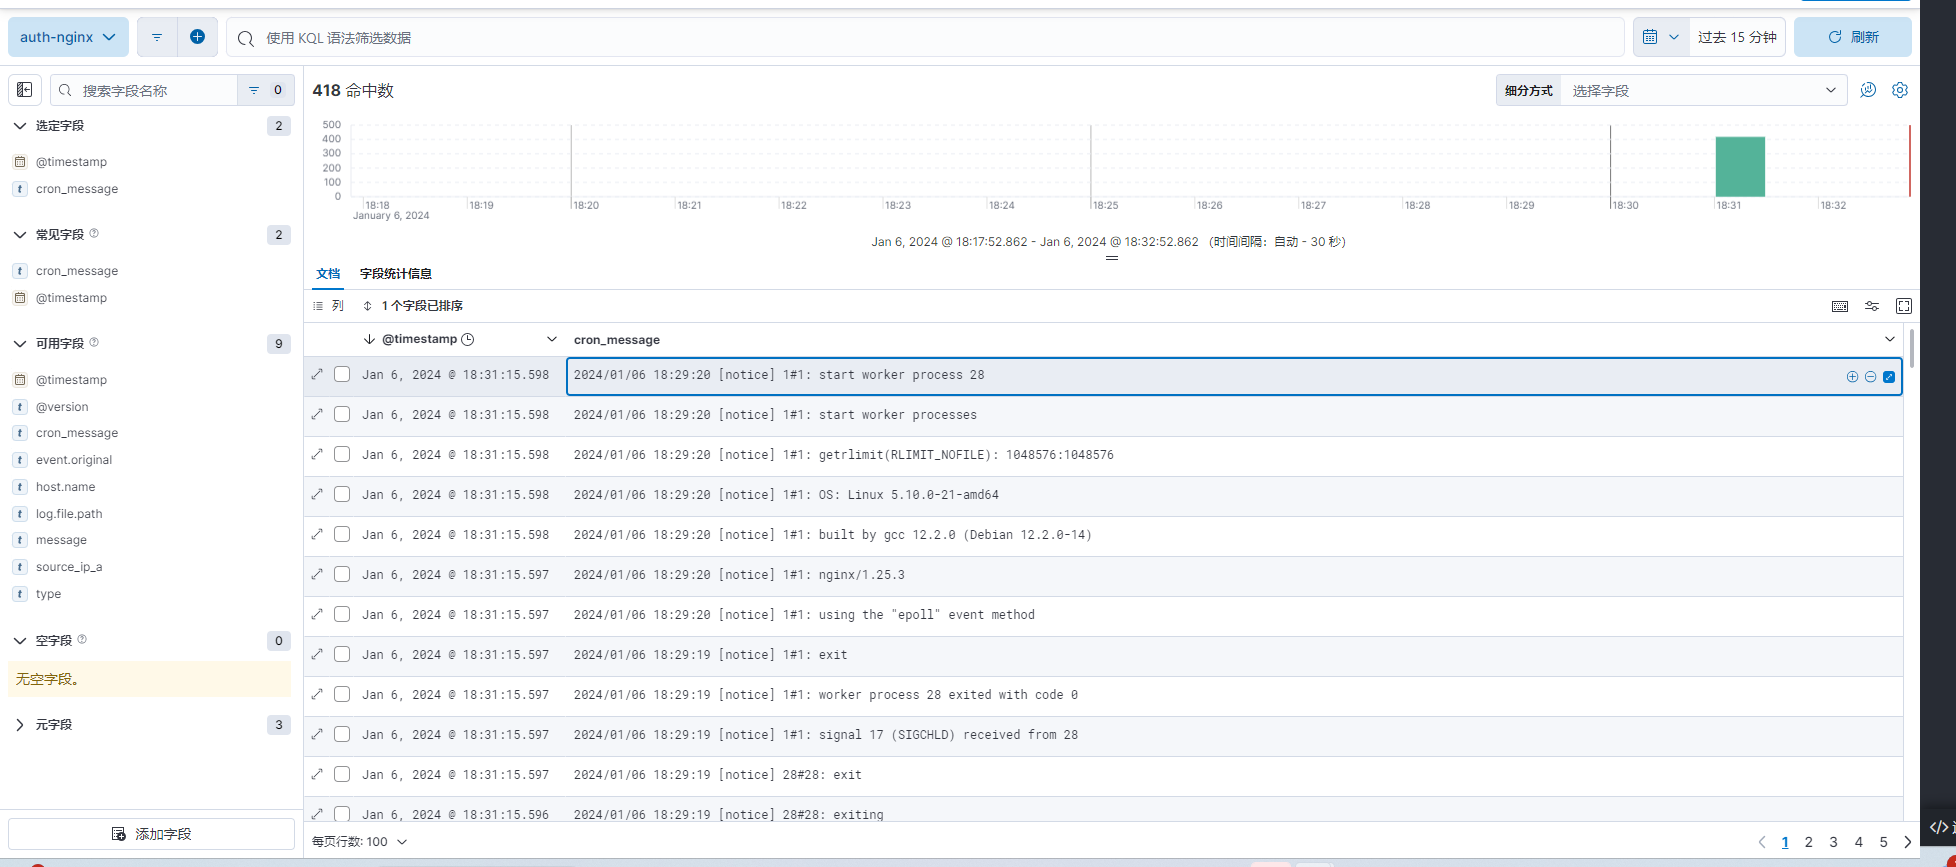 auth-nginx
使用 KQL 语法筛选数据
过去 15 分钟
刷新
搜索字段名称
0
418 命中数
细分方式
选择字段
选定字段
2
@timestamp
t cron_message
常见字段
2
t cron_message
@timestamp
可用字段
9
@timestamp
t @version
t cron_message
t event.original
t host.name
t log.file.path
t message
t source_ip_a
t type
空字段
0
无空字段。
元字段
3
添加字段
500
400
300
200
100
0
18:18
18:19
18:20
18:21
18:22
18:23
18:24
18:25
18:26
18:27
18:28
18:29
18:30
18:31
18:32
January 6, 2024
Jan 6, 2024 @ 18:17:52.862 - Jan 6, 2024 @ 18:32:52.862 （时间间隔：自动 - 30 秒）
文档
字段统计信息
列
1 个字段已排序
@timestamp
cron_message
Jan 6, 2024 @ 18:31:15.598 2024/01/06 18:29:20 [notice] 1#1: start worker process 28
Jan 6, 2024 @ 18:31:15.598 2024/01/06 18:29:20 [notice] 1#1: start worker processes
Jan 6, 2024 @ 18:31:15.598 2024/01/06 18:29:20 [notice] 1#1: getrlimit(RLIMIT_NOFILE): 1048576:1048576
Jan 6, 2024 @ 18:31:15.598 2024/01/06 18:29:20 [notice] 1#1: OS: Linux 5.10.0-21-amd64
Jan 6, 2024 @ 18:31:15.598 2024/01/06 18:29:20 [notice] 1#1: built by gcc 12.2.0 (Debian 12.2.0-14)
Jan 6, 2024 @ 18:31:15.597 2024/01/06 18:29:20 [notice] 1#1: nginx/1.25.3
Jan 6, 2024 @ 18:31:15.597 2024/01/06 18:29:20 [notice] 1#1: using the "epoll" event method
Jan 6, 2024 @ 18:31:15.597 2024/01/06 18:29:19 [notice] 1#1: exit
Jan 6, 2024 @ 18:31:15.597 2024/01/06 18:29:19 [notice] 1#1: worker process 28 exited with code 0
Jan 6, 2024 @ 18:31:15.597 2024/01/06 18:29:19 [notice] 1#1: signal 17 (SIGCHLD) received from 28
Jan 6, 2024 @ 18:31:15.597 2024/01/06 18:29:19 [notice] 28#28: exit
Jan 6, 2024 @ 18:31:15.596 2024/01/06 18:29:19 [notice] 28#28: exiting
每页行数: 100
1 2 3 4 5